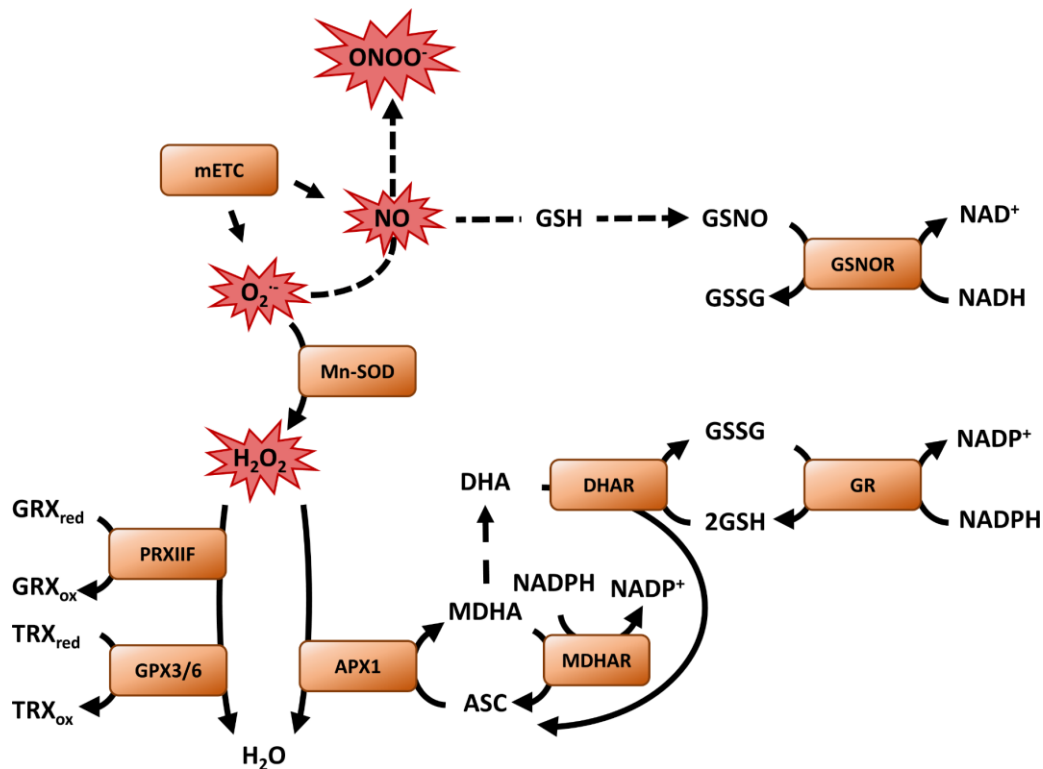 ONOO⁻
mETC
NO
GSH
GSNO
NAD⁺
GSNOR
O₂˙⁻
GSSG
NADH
Mn-SOD
H₂O₂
GSSG
NADP⁺
DHA
DHAR
GR
GRXred
2GSH
NADPH
PRXIIF
GRXox
NADPH
NADP⁺
MDHA
TRXred
GPX3/6
APX1
MDHAR
TRXox
ASC
H₂O